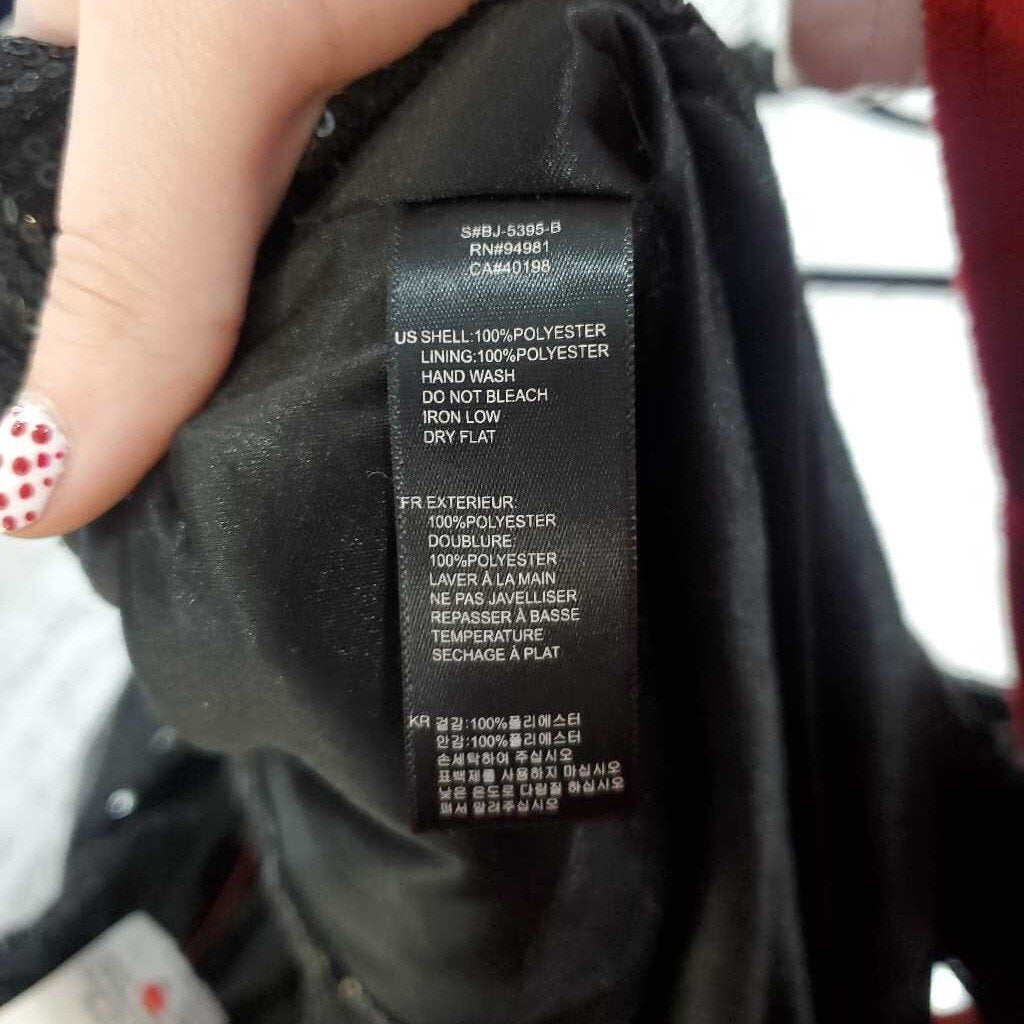 S#BJ-5395-B
RN#94981
CA#40198
US SHELL:100%POLYESTER
LINING:100%POLYESTER
HAND WASH
DO NOT BLEACH
IRON LOW
DRY FLAT
FR EXTERIEUR:
100%POLYESTER
DOUBLURE:
100%POLYESTER
LAVER À LA MAIN
NE PAS JAVELLISER
REPASSER À BASSE
TEMPERATURE
SECHAGE À PLAT
KR 겉감:100%폴리에스터
안감:100%폴리에스터
손세탁하여 주십시오
표백제를 사용하지 마십시오
낮은 온도로 다림질 하십시오
펴서 말려주십시오